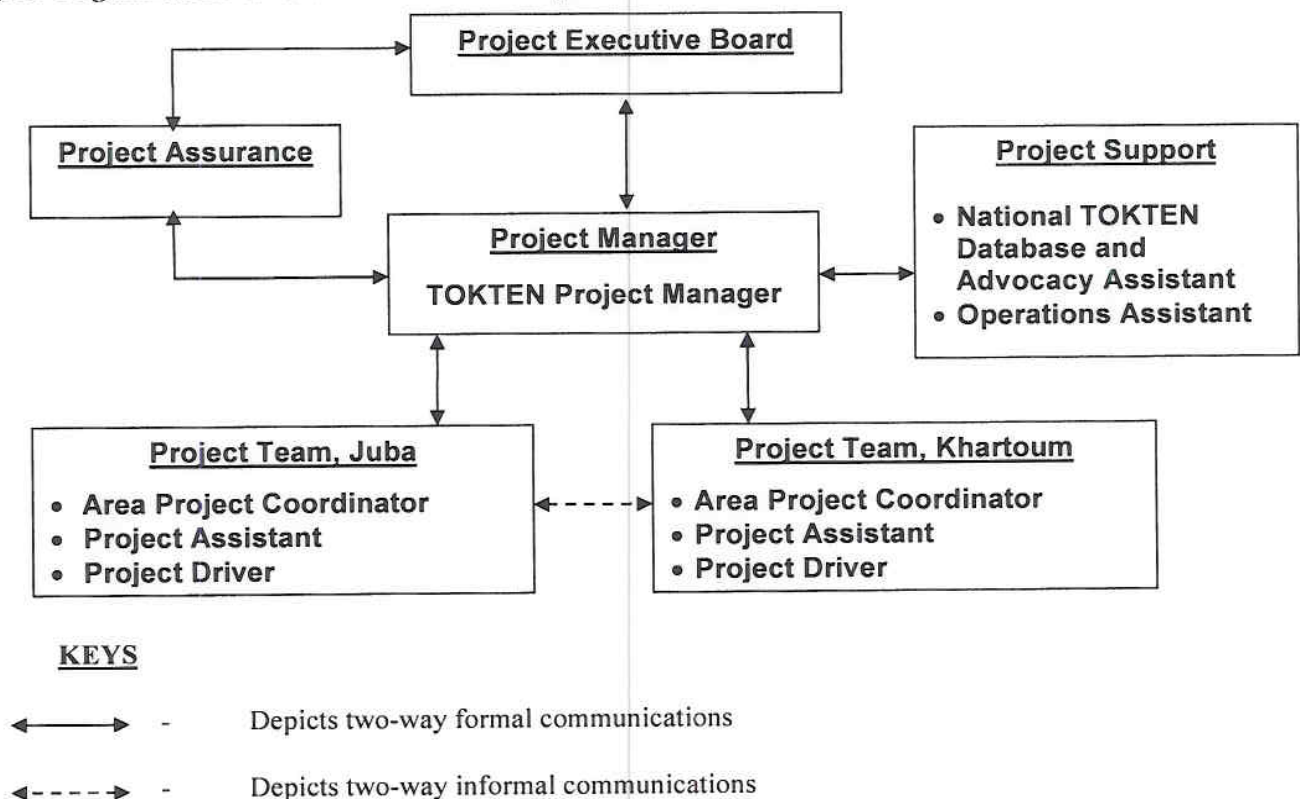 Project Executive Board
Project Assurance
Project Support
• National TOKTEN
Database and
Advocacy Assistant
• Operations Assistant
Project Manager
TOKTEN Project Manager
Project Team, Juba
• Area Project Coordinator
• Project Assistant
• Project Driver
Project Team, Khartoum
• Area Project Coordinator
• Project Assistant
• Project Driver
KEYS
- Depicts two-way formal communications
- Depicts two-way informal communications